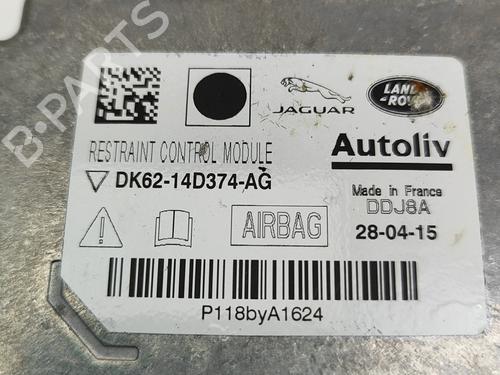 JAGUAR
LAND
-ROVER
RESTRAINT CONTROL MODULE
Autoliv
DK62-14D374-AG
Made in France
DDJ8A
AIRBAG
28-04-15
P118byA1624
B-PARTS